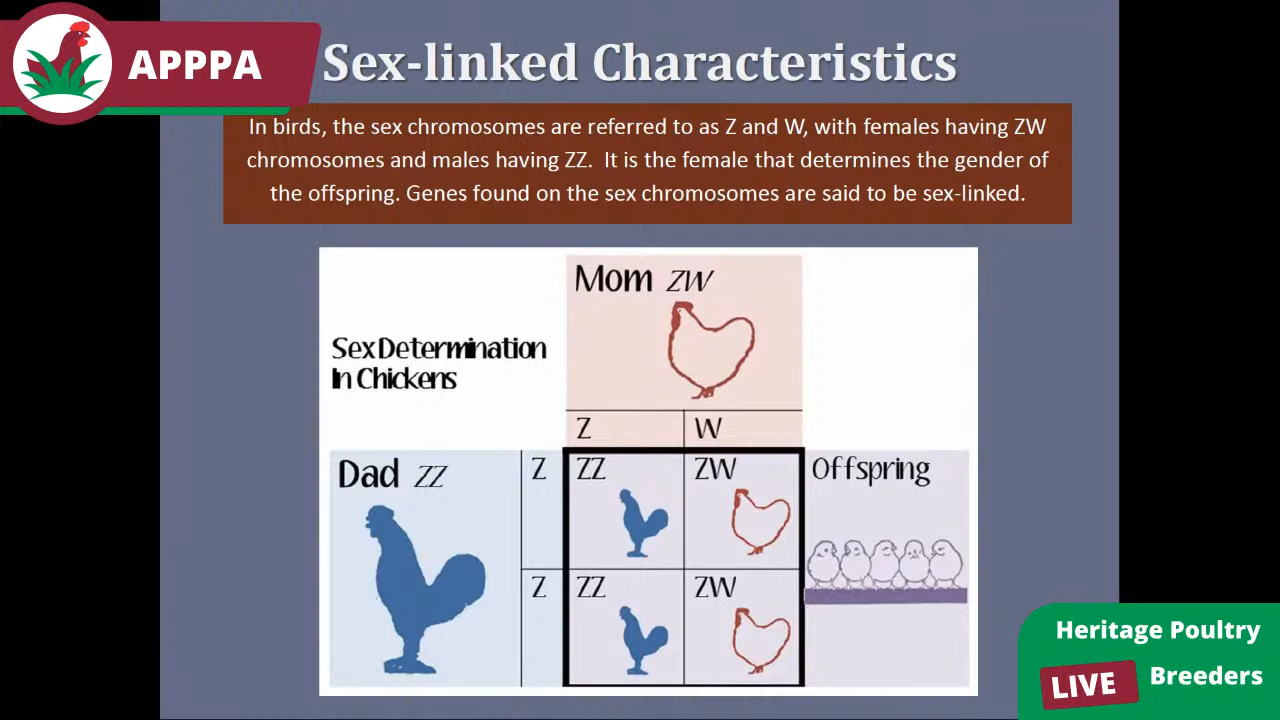 APPPA
Sex-linked Characteristics
In birds, the sex chromosomes are referred to as Z and W, with females having ZW
chromosomes and males having ZZ. It is the female that determines the gender of
the offspring. Genes found on the sex chromosomes are said to be sex-linked.
Mom ZW
Sex Determination
In Chickens
Z W
Dad ZZ Z ZZ ZW Offspring
Z ZZ ZW
Heritage Poultry
LIVE Breeders